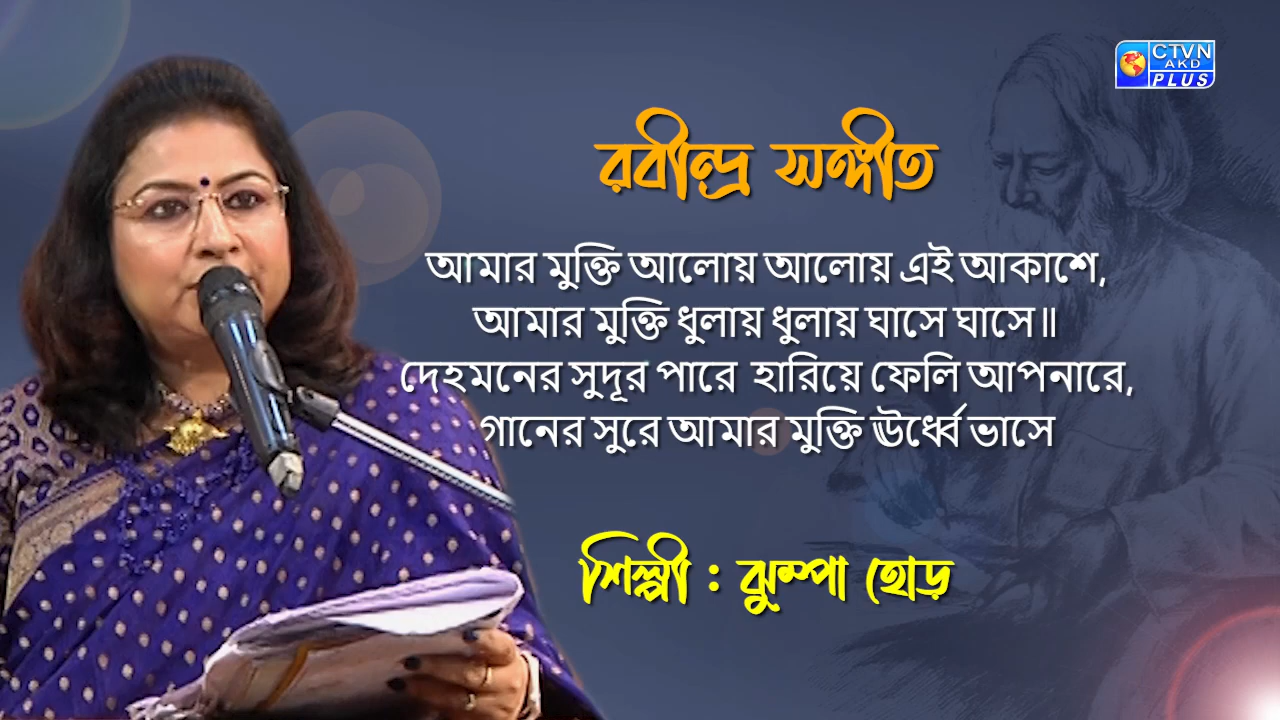 CTVN
AKD
PLUS
রবীন্দ্র সঙ্গীত
আমার মুক্তি আলোয় আলোয় এই আকাশে,
আমার মুক্তি ধুলায় ধুলায় ঘাসে ঘাসে॥
দেহমনের সুদূর পারে হারিয়ে ফেলি আপনারে,
গানের সুরে আমার মুক্তি ঊর্ধ্বে ভাসে
শিল্পী : ঝুম্পা হোড়